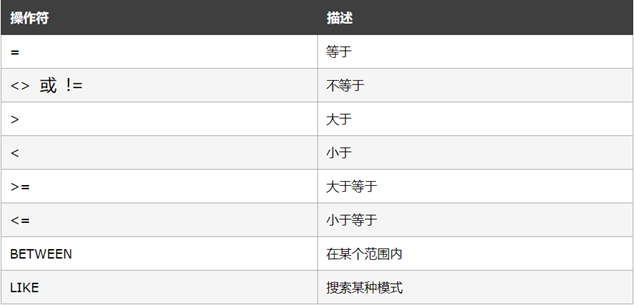 操作符 描述
= 等于
<> 或 != 不等于
> 大于
< 小于
>= 大于等于
<= 小于等于
BETWEEN 在某个范围内
LIKE 搜索某种模式